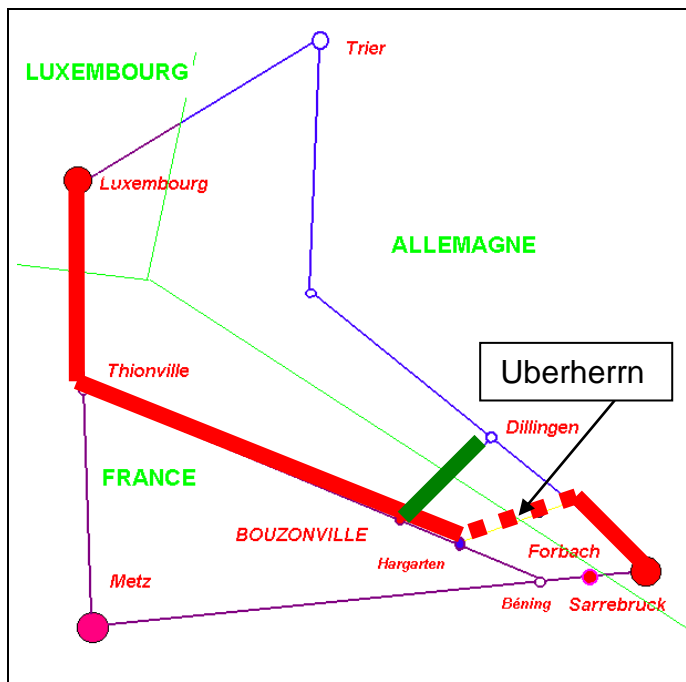 Trier
LUXEMBOURG
Luxembourg
ALLEMAGNE
Uberherrn
Thionville
Dillingen
FRANCE
BOUZONVILLE
Forbach
Hargarten
Metz
Béning
Sarrebruck